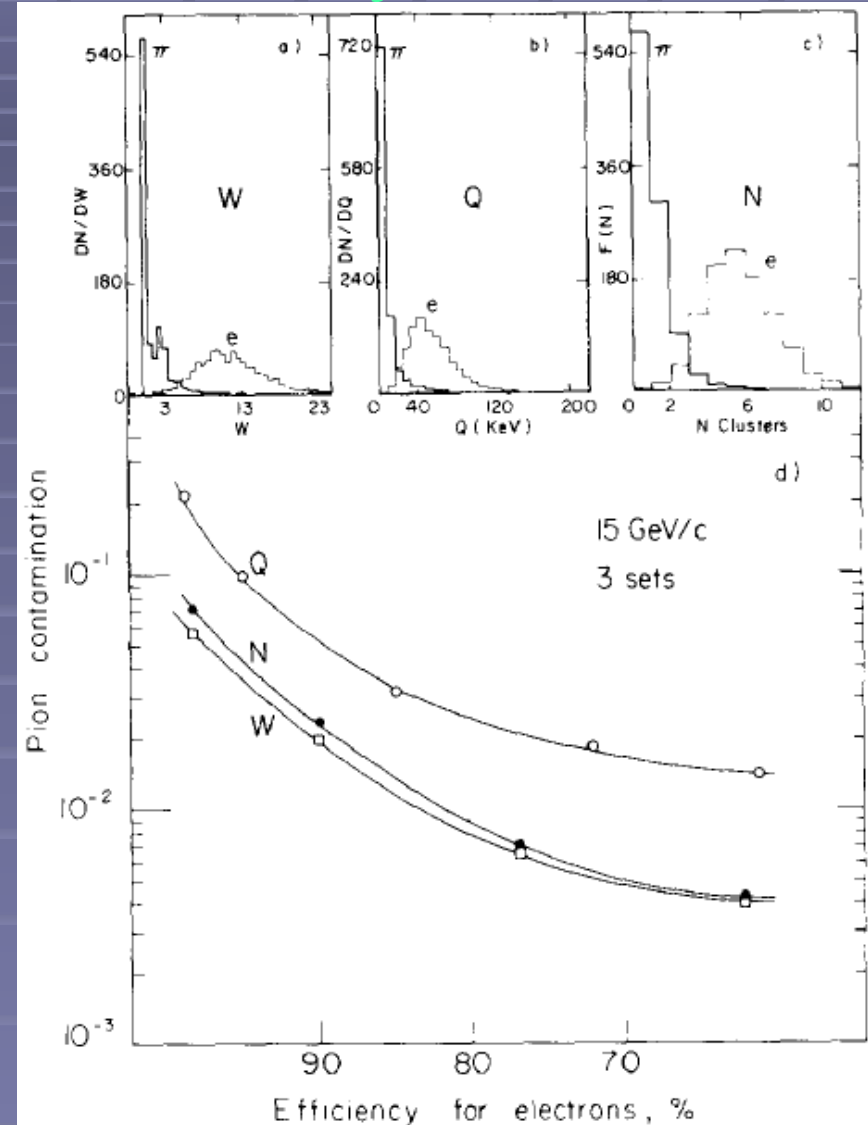 540
π
a)
360
DN/DW
W
180
e
0
3
13
23
W
720
π
b)
580
DN/DQ
Q
240
e
0
40
120
200
Q (KeV)
540
π
c)
360
F(N)
N
180
e
0
2
6
10
N Clusters
d)
Pion contamination
15 GeV/c
3 sets
10⁻¹
Q
N
W
10⁻²
10⁻³
90
80
70
Efficiency for electrons, %